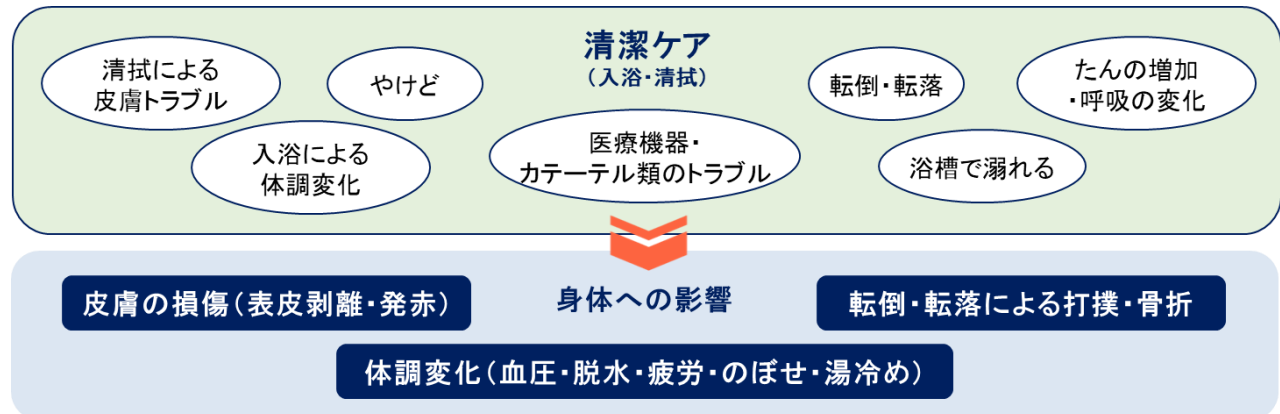 清潔ケア
（入浴・清拭）
清拭による
皮膚トラブル
やけど
転倒・転落
たんの増加
・呼吸の変化
入浴による
体調変化
医療機器・
カテーテル類のトラブル
浴槽で溺れる
身体への影響
皮膚の損傷（表皮剥離・発赤）
転倒・転落による打撲・骨折
体調変化（血圧・脱水・疲労・のぼせ・湯冷め）